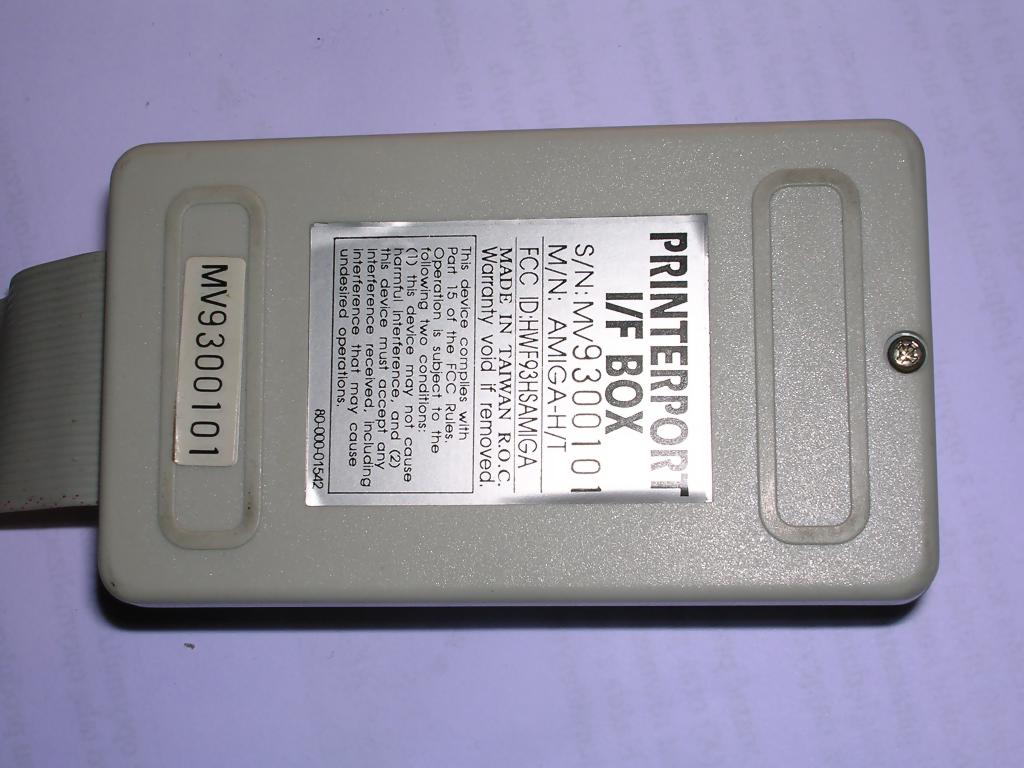 PRINTERPORT
I/F BOX
S/N:MV9300101
M/N: AMIGA-H/T
FCC ID:HWF93HSAMIGA
MADE IN TAIWAN R.O.C.
Warranty void if removed.
This device complies with
Part 15 of the FCC Rules.
Operation is subject to the
following two conditions:
(1) this device may not cause
harmful interference, and (2)
this device must accept any
interference received, including
interference that may cause
undesired operations.
80-000-01542
MV9300101